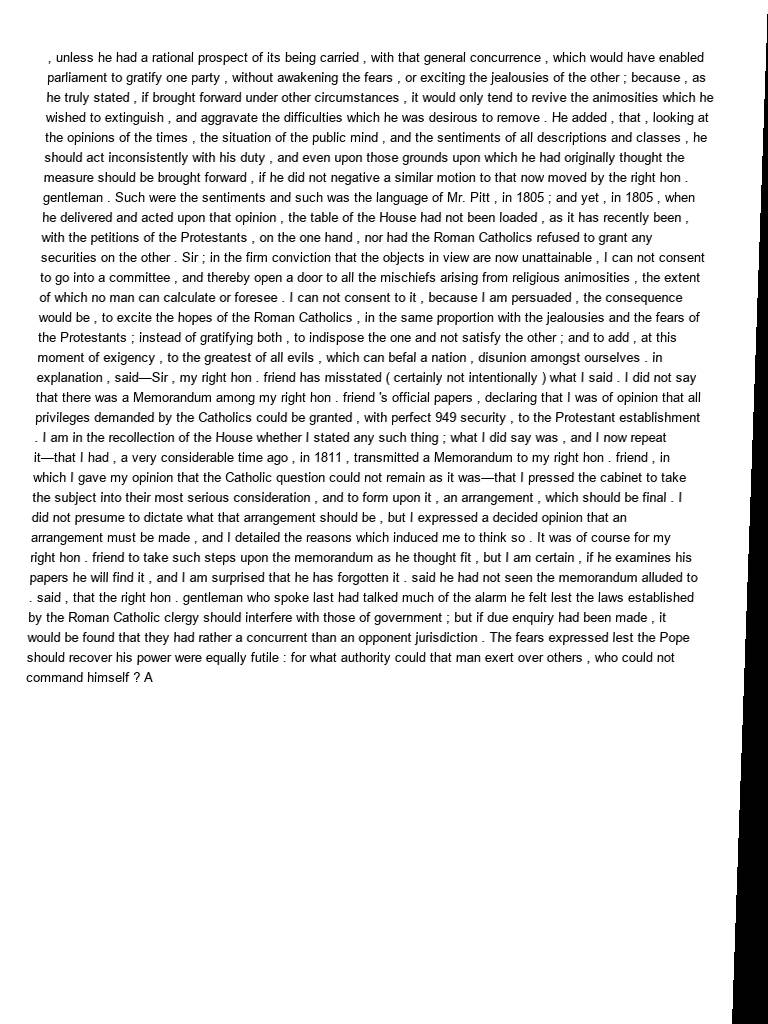 , unless he had a rational prospect of its being carried , with that general concurrence , which would have enabled
parliament to gratify one party , without awakening the fears , or exciting the jealousies of the other ; because , as
he truly stated , if brought forward under other circumstances , it would only tend to revive the animosities which he
wished to extinguish , and aggravate the difficulties which he was desirous to remove . He added , that , looking at
the opinions of the times , the situation of the public mind , and the sentiments of all descriptions and classes , he
should act inconsistently with his duty , and even upon those grounds upon which he had originally thought the
measure should be brought forward , if he did not negative a similar motion to that now moved by the right hon .
gentleman . Such were the sentiments and such was the language of Mr. Pitt , in 1805 ; and yet , in 1805 , when
he delivered and acted upon that opinion , the table of the House had not been loaded , as it has recently been ,
with the petitions of the Protestants , on the one hand , nor had the Roman Catholics refused to grant any
securities on the other . Sir ; in the firm conviction that the objects in view are now unattainable , I can not consent
to go into a committee , and thereby open a door to all the mischiefs arising from religious animosities , the extent
of which no man can calculate or foresee . I can not consent to it , because I am persuaded , the consequence
would be , to excite the hopes of the Roman Catholics , in the same proportion with the jealousies and the fears of
the Protestants ; instead of gratifying both , to indispose the one and not satisfy the other ; and to add , at this
moment of exigency , to the greatest of all evils , which can befal a nation , disunion amongst ourselves . in
explanation , said—Sir , my right hon . friend has misstated ( certainly not intentionally ) what I said . I did not say
that there was a Memorandum among my right hon . friend 's official papers , declaring that I was of opinion that all
privileges demanded by the Catholics could be granted , with perfect 949 security , to the Protestant establishment
. I am in the recollection of the House whether I stated any such thing ; what I did say was , and I now repeat
it—that I had , a very considerable time ago , in 1811 , transmitted a Memorandum to my right hon . friend , in
which I gave my opinion that the Catholic question could not remain as it was—that I pressed the cabinet to take
the subject into their most serious consideration , and to form upon it , an arrangement , which should be final . I
did not presume to dictate what that arrangement should be , but I expressed a decided opinion that an
arrangement must be made , and I detailed the reasons which induced me to think so . It was of course for my
right hon . friend to take such steps upon the memorandum as he thought fit , but I am certain , if he examines his
papers he will find it , and I am surprised that he has forgotten it . said he had not seen the memorandum alluded to
. said , that the right hon . gentleman who spoke last had talked much of the alarm he felt lest the laws established
by the Roman Catholic clergy should interfere with those of government ; but if due enquiry had been made , it
would be found that they had rather a concurrent than an opponent jurisdiction . The fears expressed lest the Pope
should recover his power were equally futile : for what authority could that man exert over others , who could not
command himself ? A